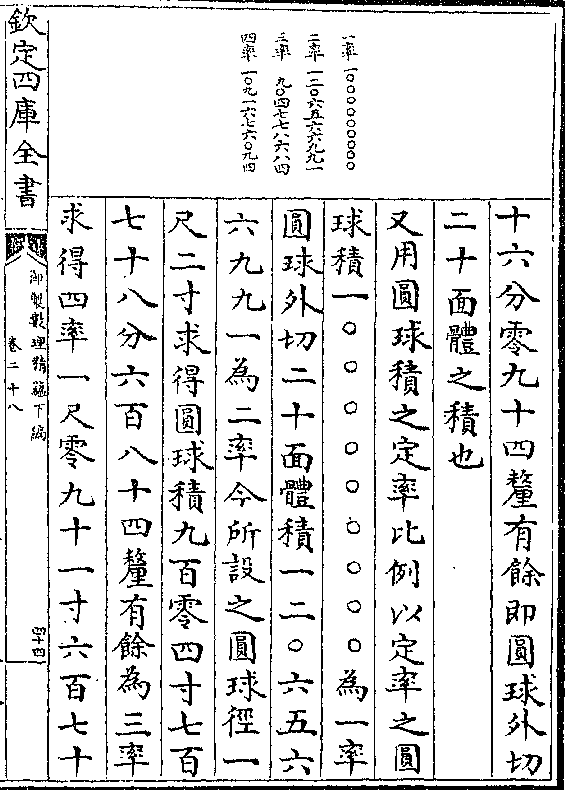 一率 一〇〇〇〇〇〇〇〇〇
二率 一二〇六五六六九九一
三率 九〇四七七八六八四
四率 一〇九一六七六〇九四
十六分零九十四釐有餘即圓球外切
二十面體之積也
又用圓球積之定率比例以定率之圓
球積一〇〇〇〇〇〇〇〇〇為一率
圓球外切二十面體積一二〇六五六
六九九一為二率今所設之圓球徑一
尺二寸求得圓球積九百零四寸七百
七十八分六百八十四釐有餘為三率
求得四率一尺零九十一寸六百七十
欽定四庫全書
御製數理精蘊下編
卷二十八
四十四